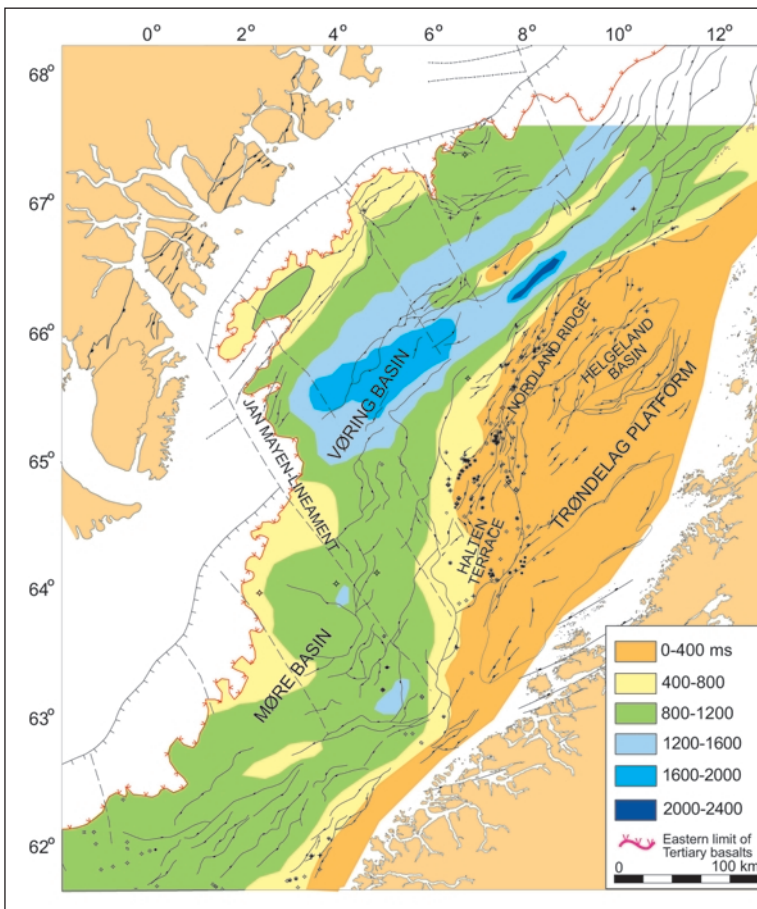 0° 2° 4° 6° 8° 10° 12°
68°
67°
66°
65°
64°
63°
62°
NORDLAND RIDGE
HELGELAND
BASIN
VØRING BASIN
JAN MAYEN-LINEAMENT
TRØNDELAG PLATFORM
HALTEN
TERRACE
MØRE BASIN
0-400 ms
400-800
800-1200
1200-1600
1600-2000
2000-2400
Eastern limit of
Tertiary basalts
0 100 km